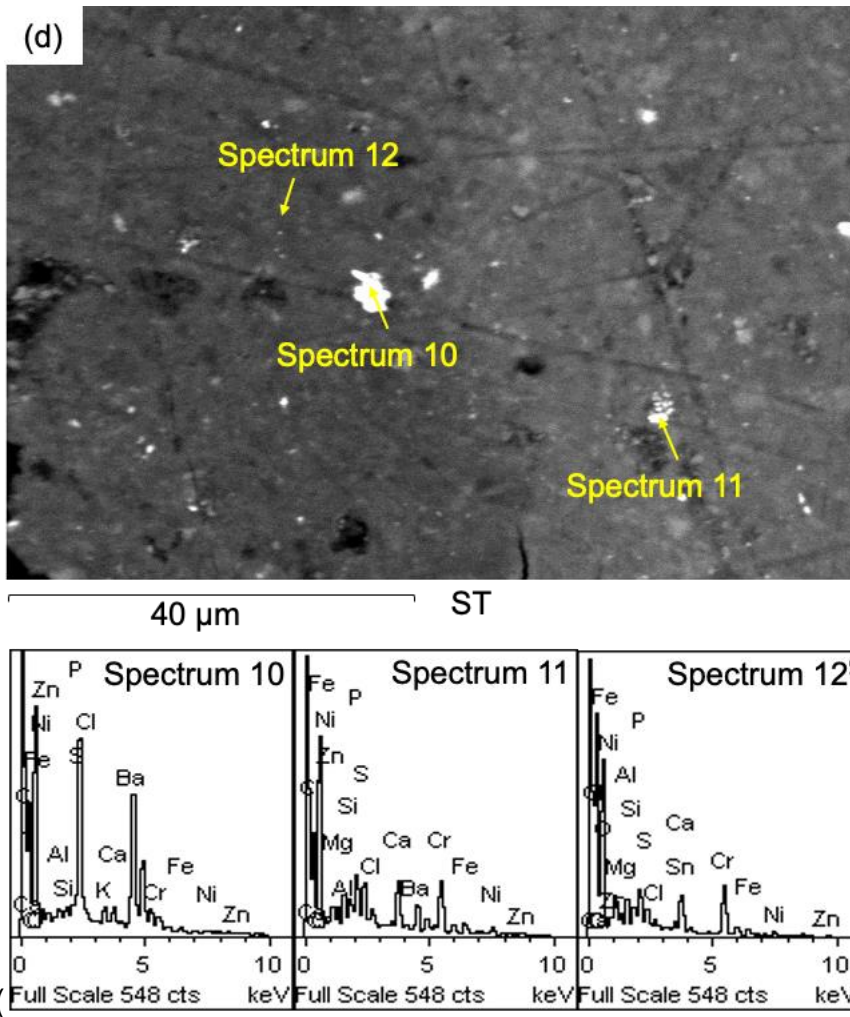 (d)
Spectrum 12
Spectrum 10
Spectrum 11
40 µm
ST
Spectrum 10
P
Zn
Ni
Cl
Fe
S
Ba
C
Al
Ca
Fe
Si
K
Cr
Ni
Zn
0
5
10
Full Scale 548 cts
keV
Spectrum 11
Fe
P
Ni
Zn
S
C
Si
Mg
Ca
Cr
Al
Cl
Fe
Ba
Ni
Zn
0
5
10
Full Scale 548 cts
keV
Spectrum 12
Fe
P
Ni
Al
C
Si
Ca
O
S
Mg
Sn
Cr
Cl
Fe
Ni
Zn
0
5
10
Full Scale 548 cts
keV